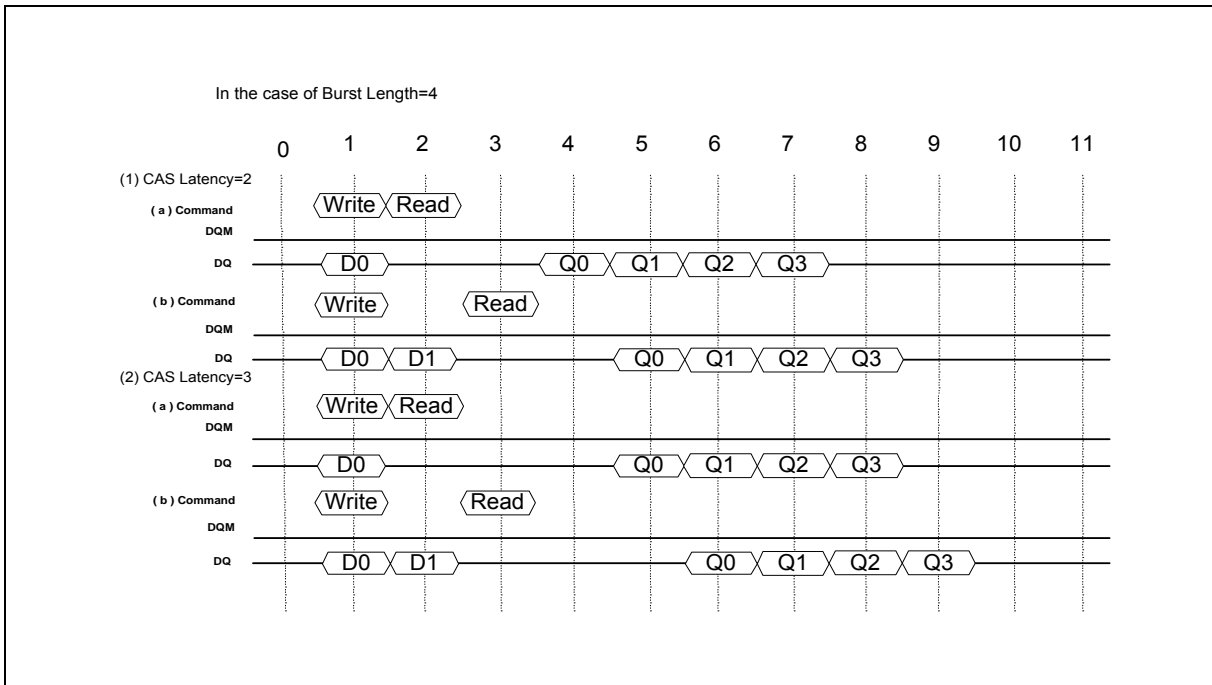 In the case of Burst Length=4
0 1 2 3 4 5 6 7 8 9 10 11
(1) CAS Latency=2
( a ) Command Write Read
DQM
DQ D0 Q0 Q1 Q2 Q3
( b ) Command Write Read
DQM
DQ D0 D1 Q0 Q1 Q2 Q3
(2) CAS Latency=3
( a ) Command Write Read
DQM
DQ D0 Q0 Q1 Q2 Q3
( b ) Command Write Read
DQM
DQ D0 D1 Q0 Q1 Q2 Q3